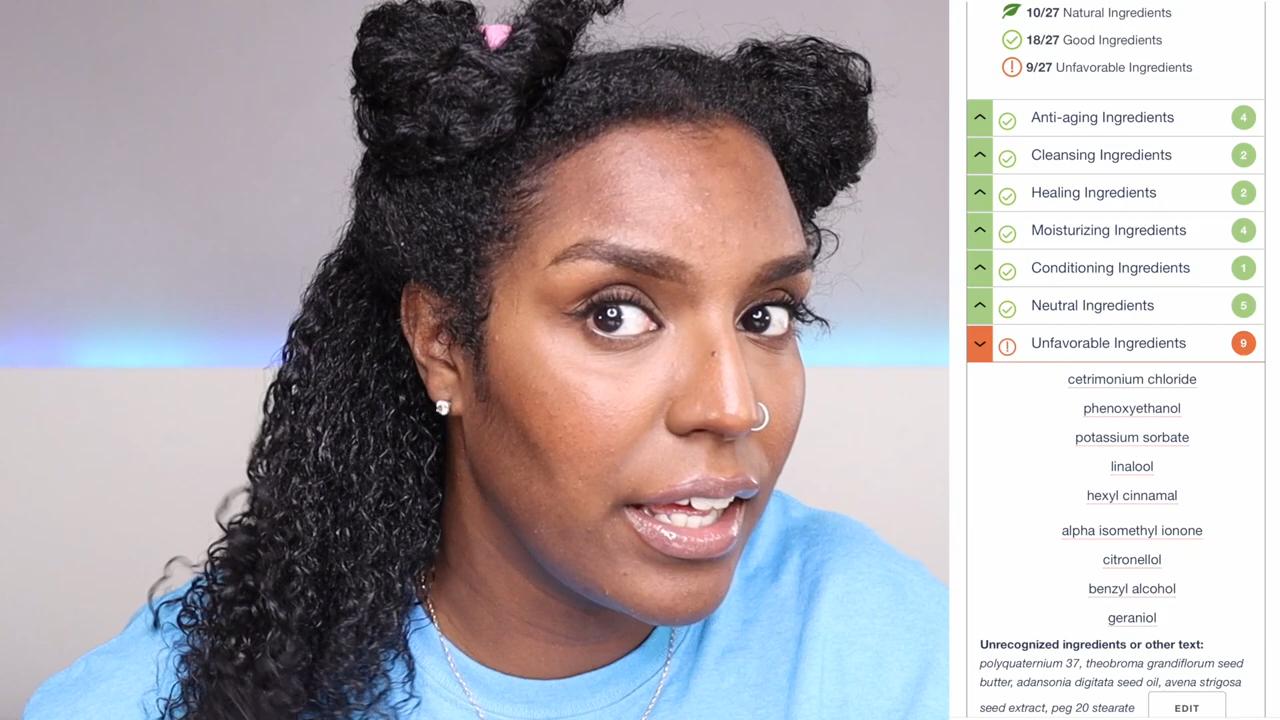 10/27 Natural Ingredients
18/27 Good Ingredients
9/27 Unfavorable Ingredients
Anti-aging Ingredients 4
Cleansing Ingredients 2
Healing Ingredients 2
Moisturizing Ingredients 4
Conditioning Ingredients 1
Neutral Ingredients 5
Unfavorable Ingredients 9
cetrimonium chloride
phenoxyethanol
potassium sorbate
linalool
hexyl cinnamal
alpha isomethyl ionone
citronellol
benzyl alcohol
geraniol
Unrecognized ingredients or other text:
polyquaternium 37, theobroma grandiflorum seed
butter, adansonia digitata seed oil, avena strigosa
seed extract, peg 20 stearate EDIT